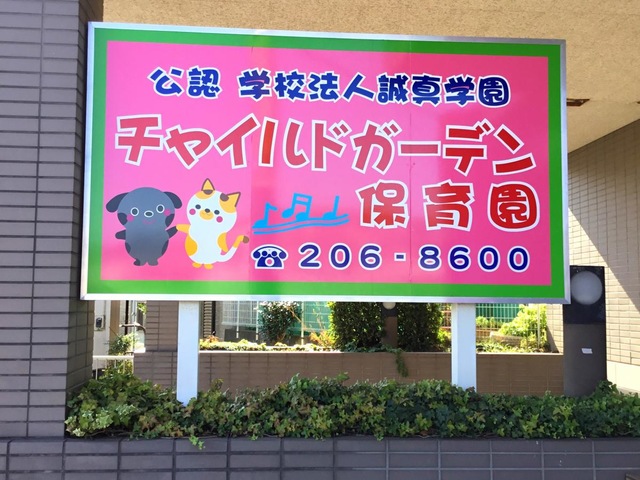 公認 学校法人誠真学園
チャイルドガーデン
保育園
☎206-8600